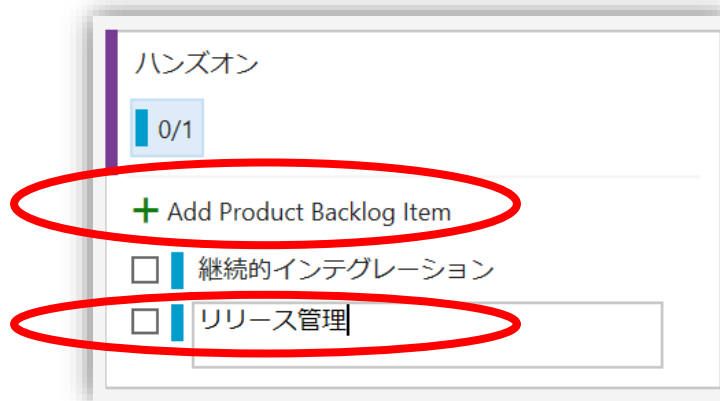 ハンズオン
0/1
+ Add Product Backlog Item
継続的インテグレーション
リリース管理